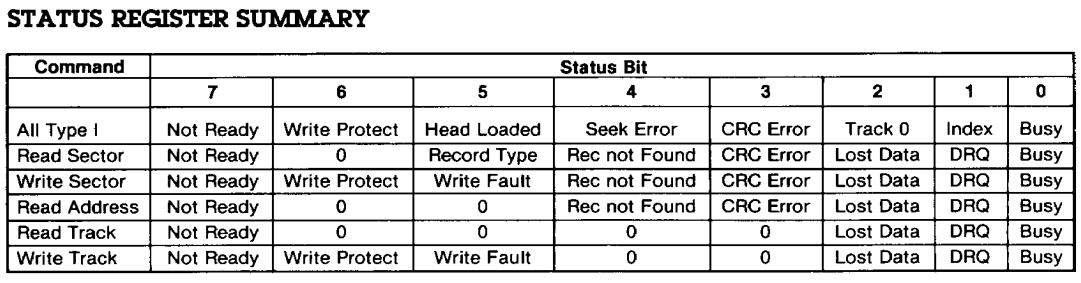 STATUS REGISTER SUMMARY
Command Status Bit
7 6 5 4 3 2 1 0
All Type I Not Ready Write Protect Head Loaded Seek Error CRC Error Track 0 Index Busy
Read Sector Not Ready 0 Record Type Rec not Found CRC Error Lost Data DRQ Busy
Write Sector Not Ready Write Protect Write Fault Rec not Found CRC Error Lost Data DRQ Busy
Read Address Not Ready 0 0 Rec not Found CRC Error Lost Data DRQ Busy
Read Track Not Ready 0 0 0 0 Lost Data DRQ Busy
Write Track Not Ready Write Protect Write Fault 0 0 Lost Data DRQ Busy